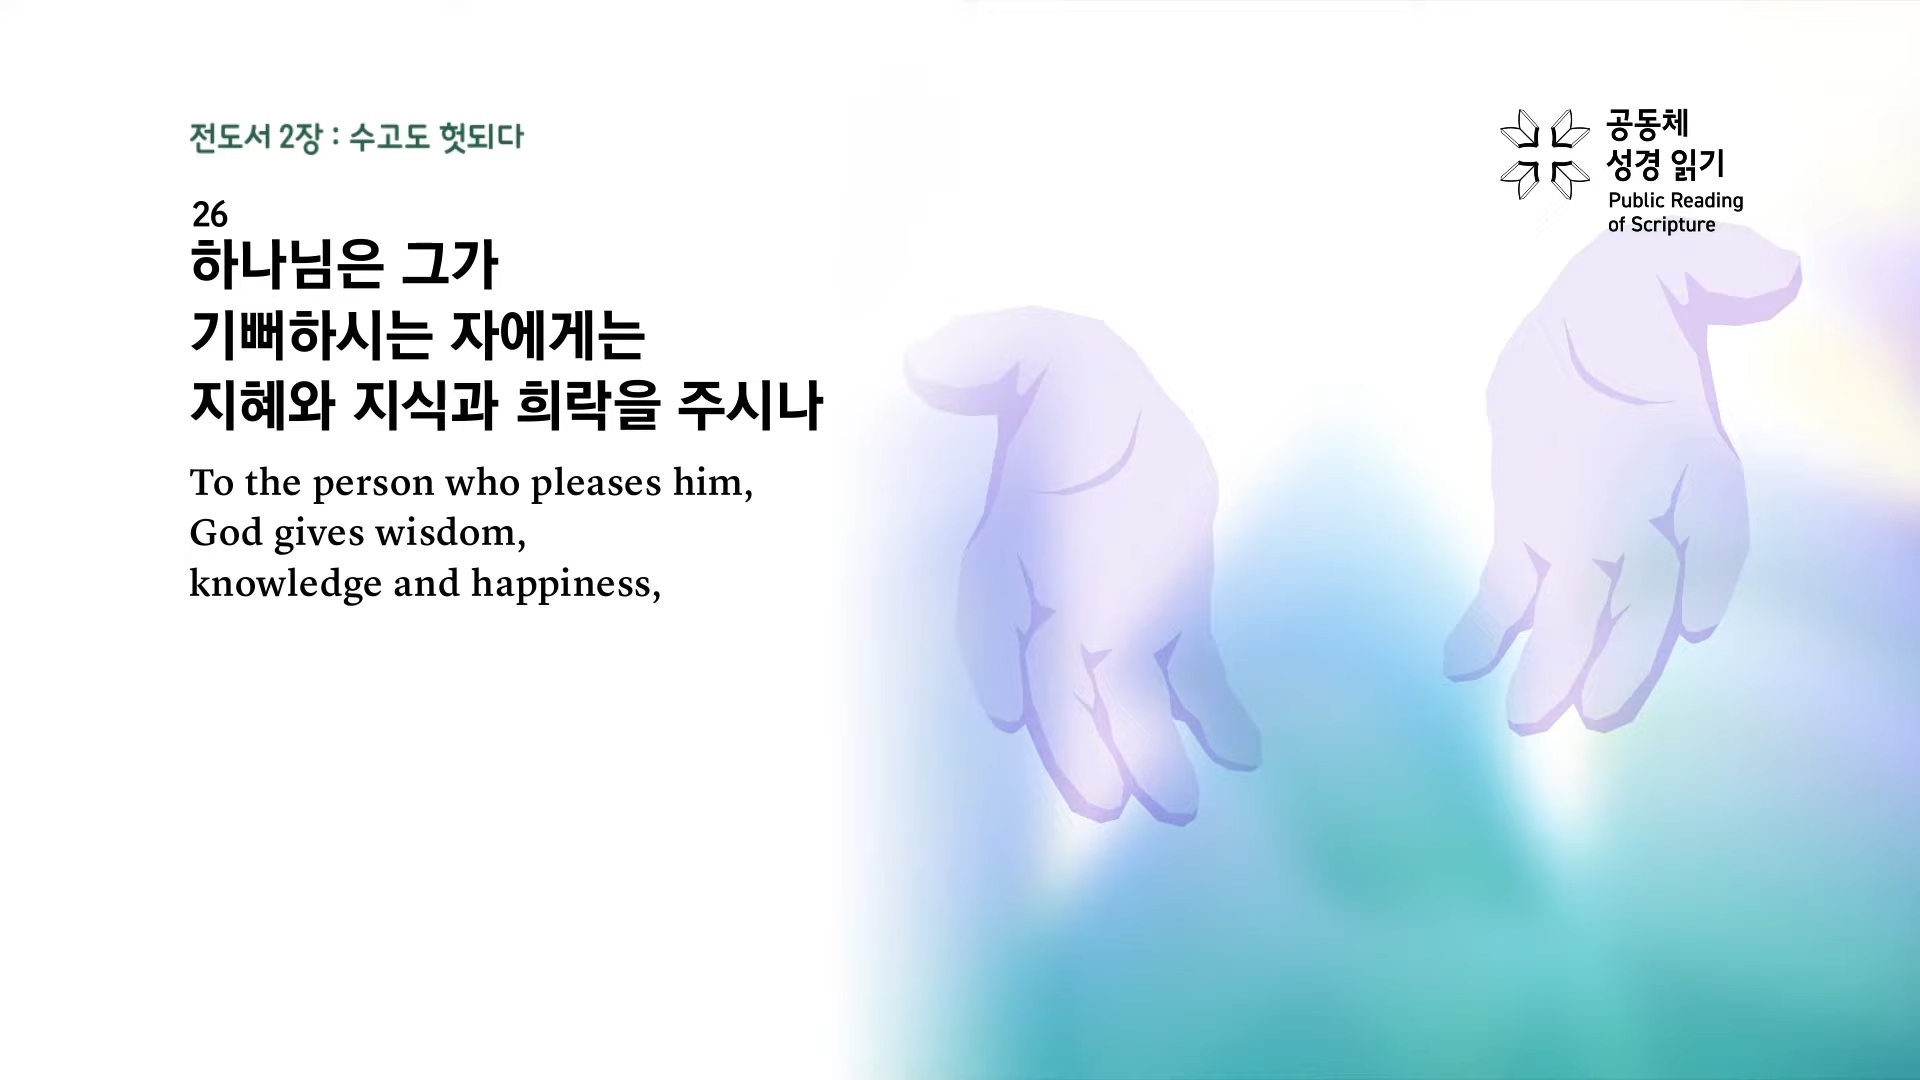 전도서 2장 : 수고도 헛되다
26
하나님은 그가
기뻐하시는 자에게는
지혜와 지식과 희락을 주시나
To the person who pleases him,
God gives wisdom,
knowledge and happiness,
공동체
성경 읽기
Public Reading
of Scripture